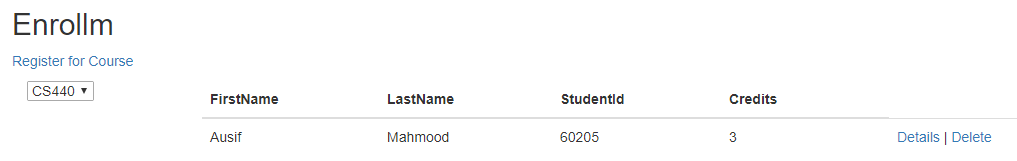 Enrollm
Register for Course
CS440
FirstName LastName StudentId Credits
Ausif Mahmood 60205 3 Details | Delete